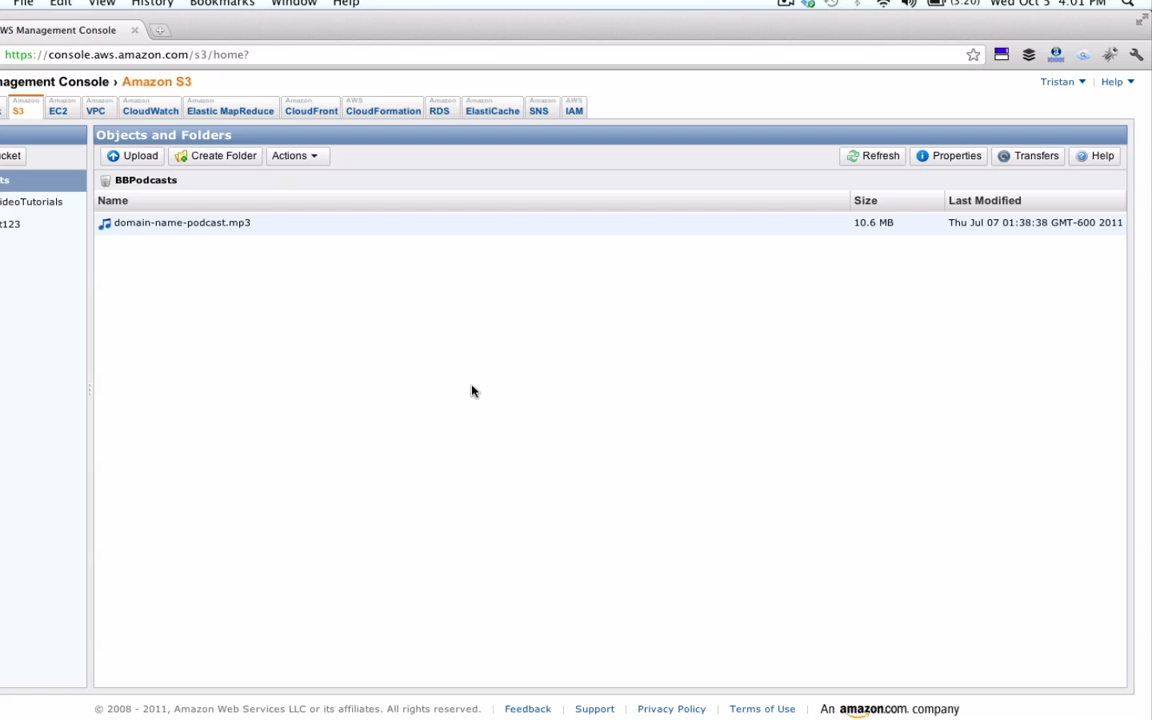 File Edit View History Bookmarks Window Help (3:20) Wed Oct 5 4:01 PM
WS Management Console
https://console.aws.amazon.com/s3/home?
nagement Console › Amazon S3 Tristan Help
Amazon S3 Amazon EC2 Amazon VPC Amazon CloudWatch Amazon Elastic MapReduce Amazon CloudFront AWS CloudFormation Amazon RDS Amazon ElastiCache Amazon SNS AWS IAM
Objects and Folders
ucket Upload Create Folder Actions Refresh Properties Transfers Help
ts BBPodcasts
ideoTutorials Name Size Last Modified
t123 domain-name-podcast.mp3 10.6 MB Thu Jul 07 01:38:38 GMT-600 2011
© 2008 - 2011, Amazon Web Services LLC or its affiliates. All rights reserved. Feedback Support Privacy Policy Terms of Use An amazon.com company